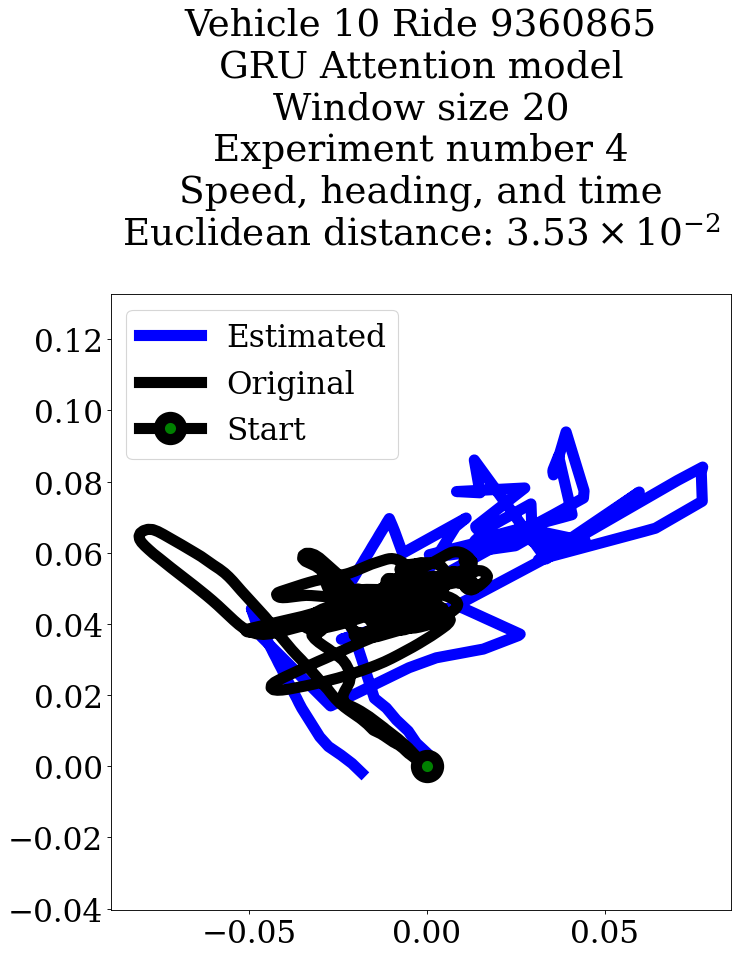 Vehicle 10 Ride 9360865
GRU Attention model
Window size 20
Experiment number 4
Speed, heading, and time
Euclidean distance: 3.53 × 10⁻²
Estimated
Original
Start
0.12
0.10
0.08
0.06
0.04
0.02
0.00
−0.02
−0.04
−0.05
0.00
0.05